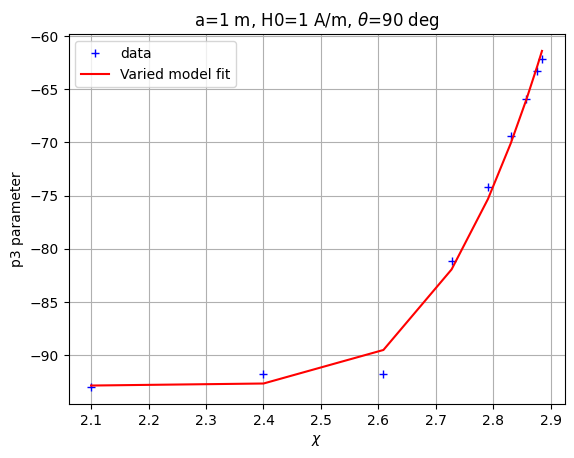 a=1 m, H0=1 A/m, θ=90 deg
data
Varied model fit
p3 parameter
−60
−65
−70
−75
−80
−85
−90
2.1 2.2 2.3 2.4 2.5 2.6 2.7 2.8 2.9
χ